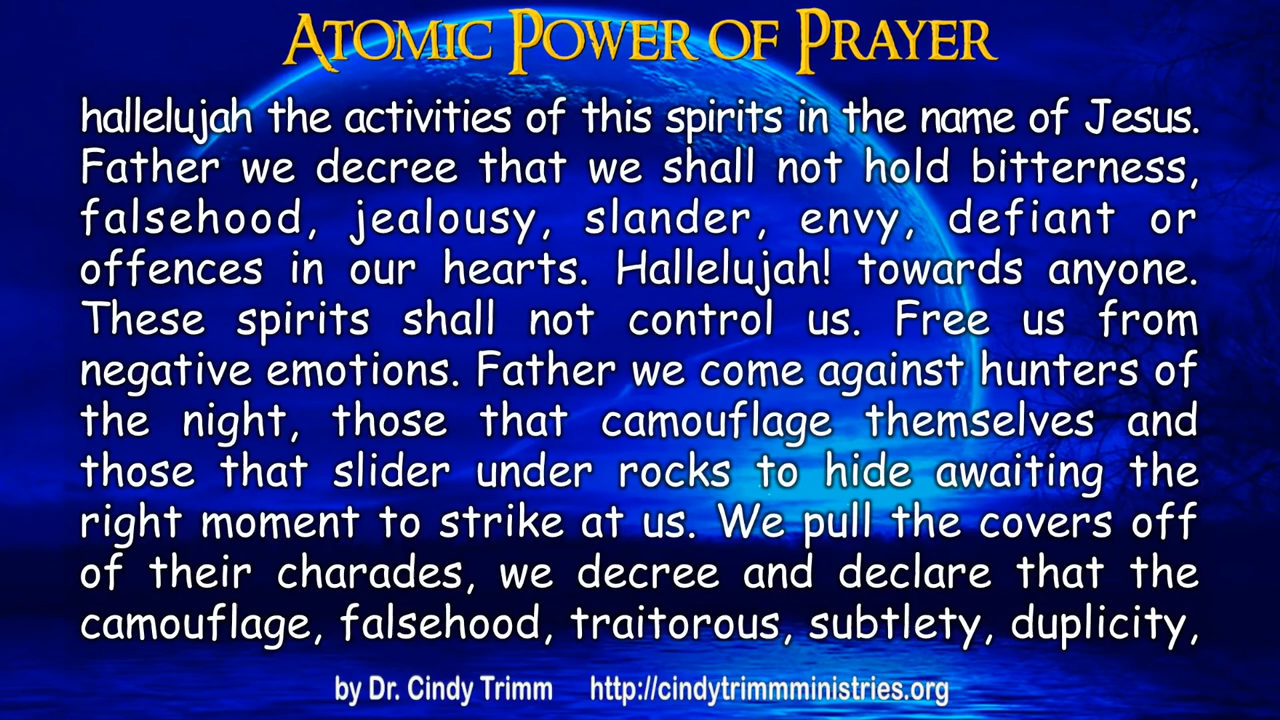 ATOMIC POWER OF PRAYER
hallelujah the activities of this spirits in the name of Jesus.
Father we decree that we shall not hold bitterness,
falsehood, jealousy, slander, envy, defiant or
offences in our hearts. Hallelujah! towards anyone.
These spirits shall not control us. Free us from
negative emotions. Father we come against hunters of
the night, those that camouflage themselves and
those that slider under rocks to hide awaiting the
right moment to strike at us. We pull the covers off
of their charades, we decree and declare that the
camouflage, falsehood, traitorous, subtlety, duplicity,
by Dr. Cindy Trimm http://cindytrimmministries.org